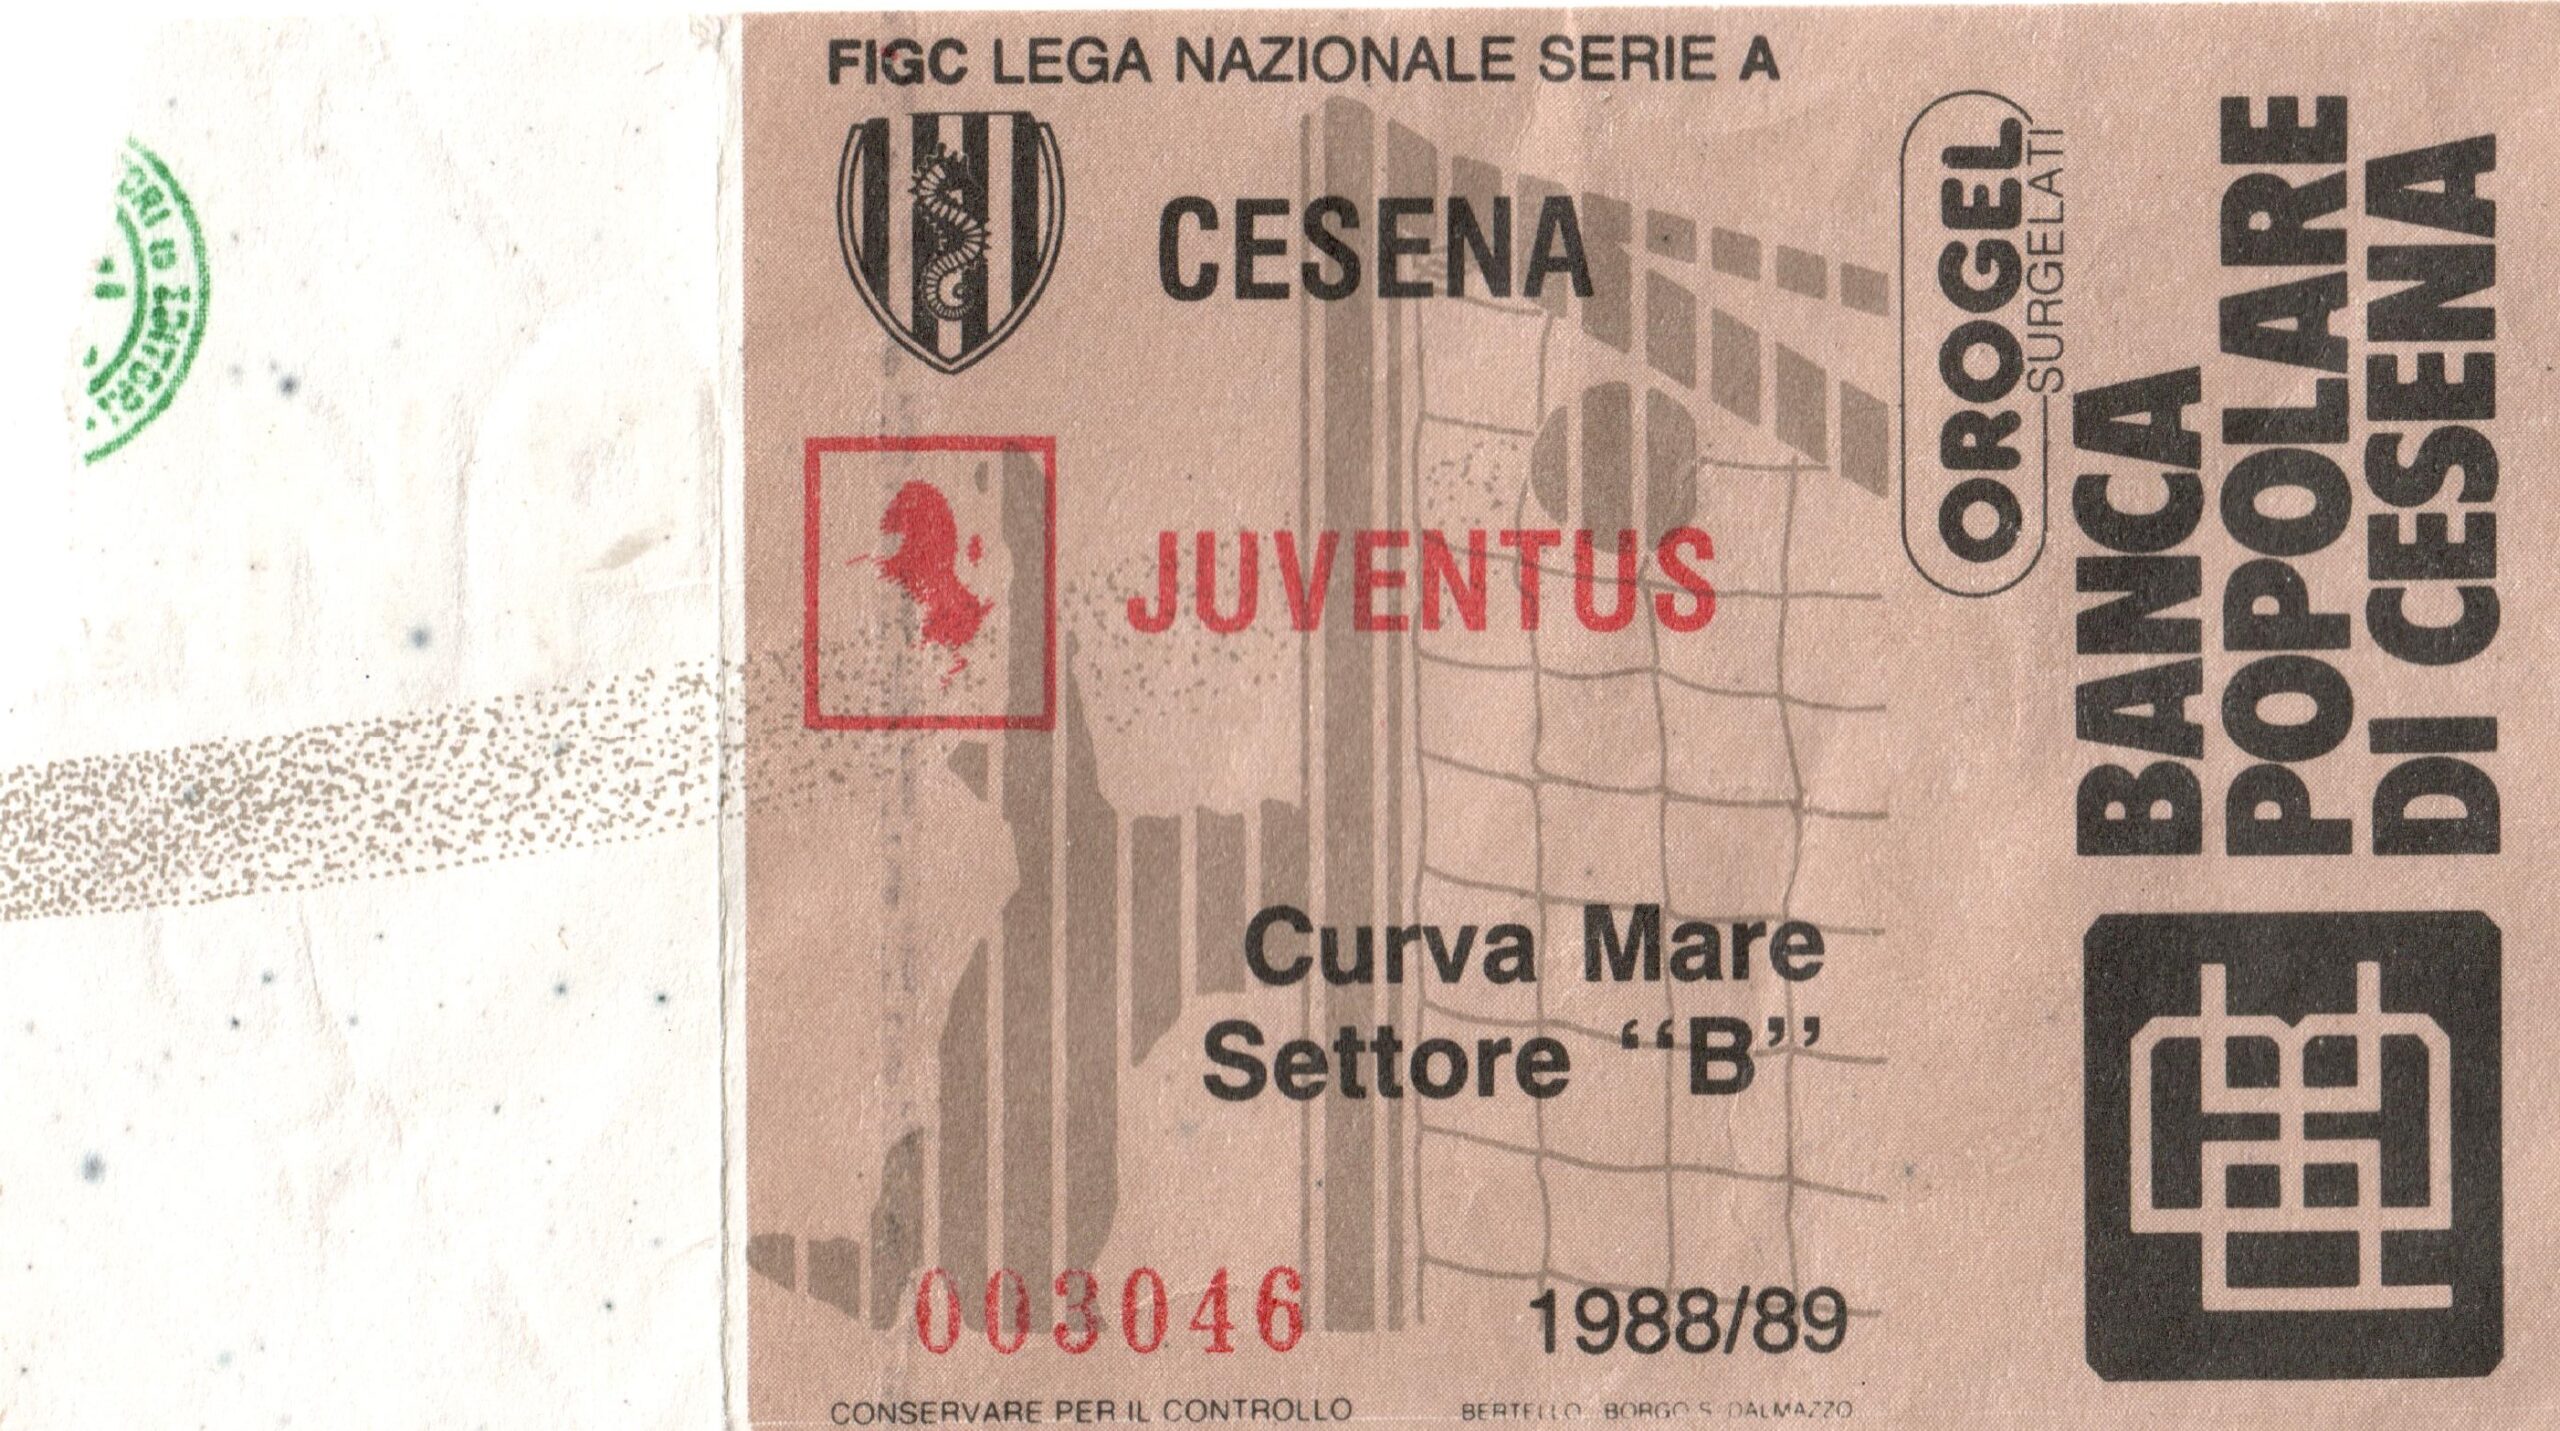 FIGC LEGA NAZIONALE SERIE A
CESENA
JUVENTUS
Curva Mare
Settore “B”
003046
1988/89
CONSERVARE PER IL CONTROLLO
BERTELLO BORGO S. DALMAZZO
OROGEL
SURGELATI
BANCA
POPOLARE
DI CESENA